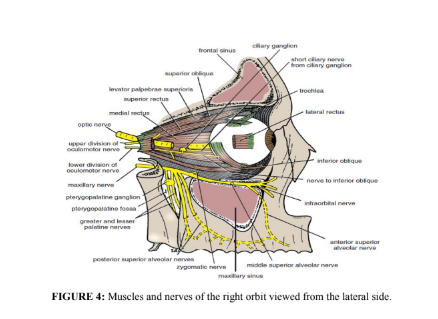 ciliary ganglion
frontal sinus
short ciliary nerve
from ciliary ganglion
superior oblique
levator palpebrae superioris
trochlea
superior rectus
medial rectus
lateral rectus
optic nerve
upper division of
oculomotor nerve
lower division of
oculomotor nerve
inferior oblique
maxillary nerve
nerve to inferior oblique
pterygopalatine ganglion
infraorbital nerve
pterygopalatine fossa
greater and lesser
palatine nerves
anterior superior
alveolar nerve
posterior superior alveolar nerves
zygomatic nerve
middle superior alveolar nerve
maxillary sinus
FIGURE 4: Muscles and nerves of the right orbit viewed from the lateral side.